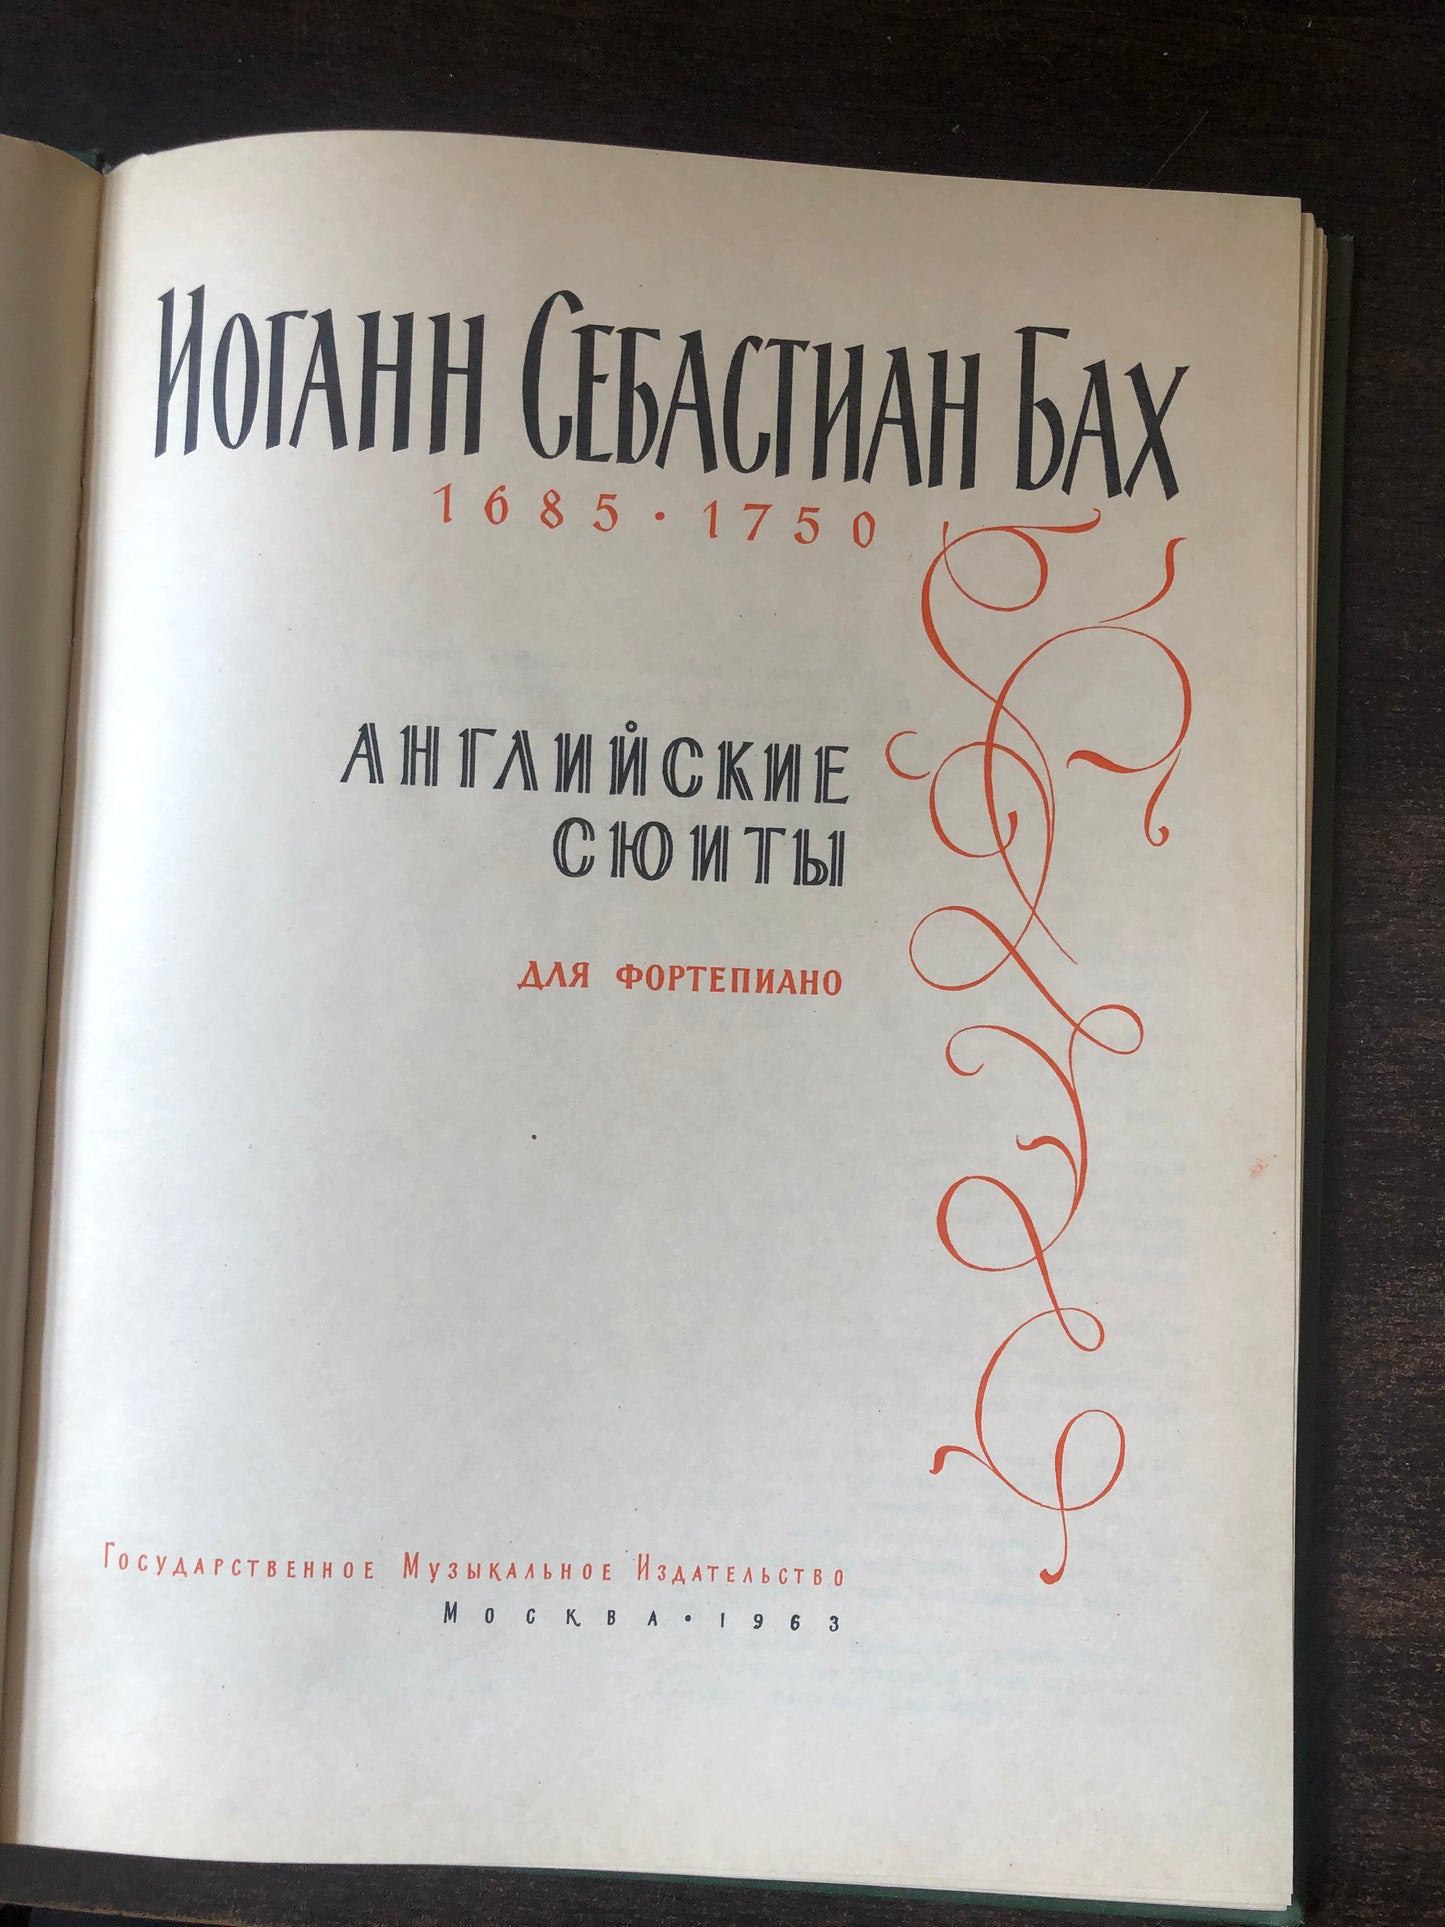 Иоганн Себастиан Бах
1685 · 1750
АНГЛИЙСКИЕ
СЮИТЫ
ДЛЯ ФОРТЕПИАНО
Государственное Музыкальное Издательство
Москва · 1963